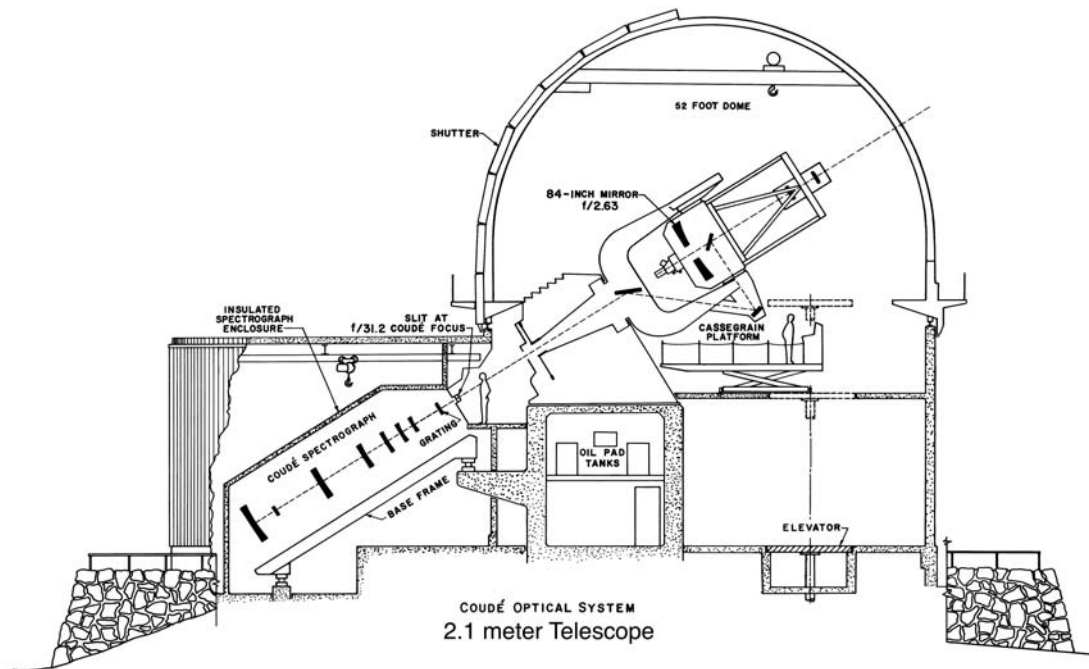 52 FOOT DOME
SHUTTER
84-INCH MIRROR
f/2.63
INSULATED
SPECTROGRAPH
ENCLOSURE
SLIT AT
f/31.2 COUDÉ FOCUS
CASSEGRAIN
PLATFORM
COUDÉ SPECTROGRAPH
GRATING
BASE FRAME
OIL PAD
TANKS
ELEVATOR
COUDÉ OPTICAL SYSTEM
2.1 meter Telescope